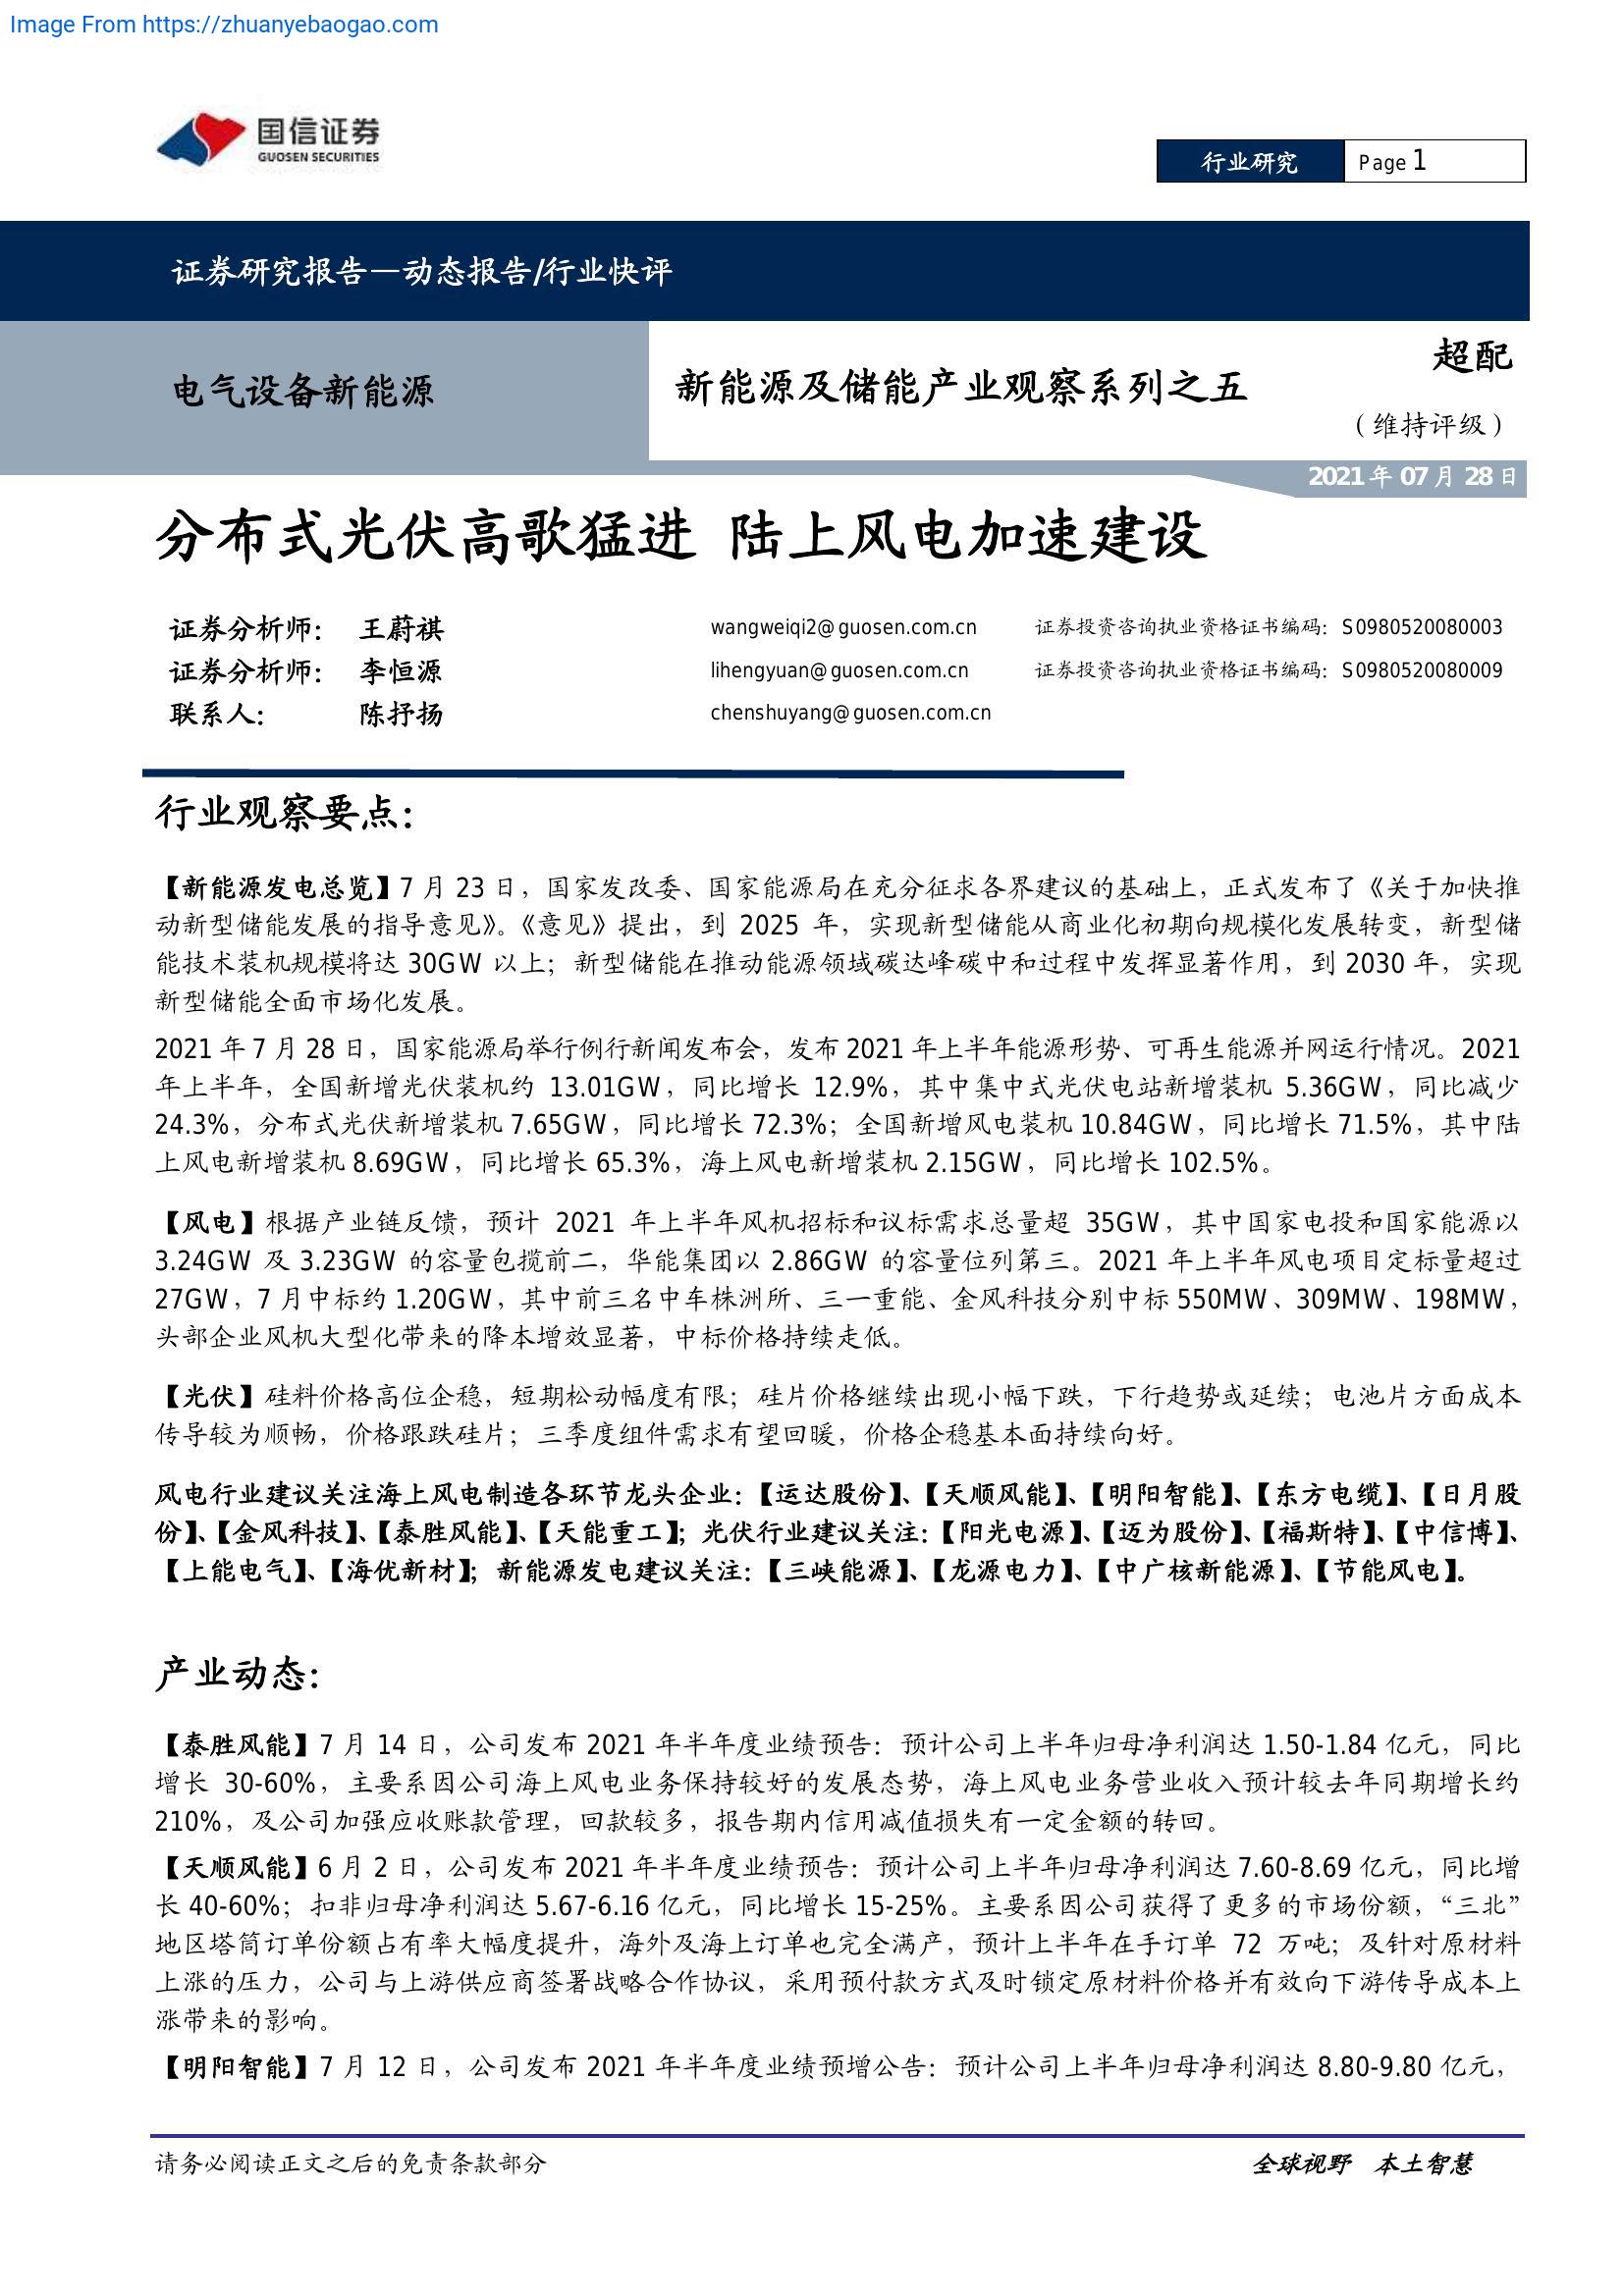 Image From https://zhuanyebaogao.com
国信证券
GUOSEN SECURITIES
行业研究 Page 1
证券研究报告—动态报告/行业快评
电气设备新能源
新能源及储能产业观察系列之五
超配
（维持评级）
2021 年 07 月 28 日
分布式光伏高歌猛进 陆上风电加速建设
证券分析师： 王蔚祺 wangweiqi2@guosen.com.cn 证券投资咨询执业资格证书编码：S0980520080003
证券分析师： 李恒源 lihengyuan@guosen.com.cn 证券投资咨询执业资格证书编码：S0980520080009
联系人： 陈抒扬 chenshuyang@guosen.com.cn
行业观察要点：
【新能源发电总览】7 月 23 日，国家发改委、国家能源局在充分征求各界建议的基础上，正式发布了《关于加快推
动新型储能发展的指导意见》。《意见》提出，到 2025 年，实现新型储能从商业化初期向规模化发展转变，新型储
能技术装机规模将达 30GW 以上；新型储能在推动能源领域碳达峰碳中和过程中发挥显著作用，到 2030 年，实现
新型储能全面市场化发展。
2021 年 7 月 28 日，国家能源局举行例行新闻发布会，发布 2021 年上半年能源形势、可再生能源并网运行情况。2021
年上半年，全国新增光伏装机约 13.01GW，同比增长 12.9%，其中集中式光伏电站新增装机 5.36GW，同比减少
24.3%，分布式光伏新增装机 7.65GW，同比增长 72.3%；全国新增风电装机 10.84GW，同比增长 71.5%，其中陆
上风电新增装机 8.69GW，同比增长 65.3%，海上风电新增装机 2.15GW，同比增长 102.5%。
【风电】根据产业链反馈，预计 2021 年上半年风机招标和议标需求总量超 35GW，其中国家电投和国家能源以
3.24GW 及 3.23GW 的容量包揽前二，华能集团以 2.86GW 的容量位列第三。2021 年上半年风电项目定标量超过
27GW，7 月中标约 1.20GW，其中前三名中车株洲所、三一重能、金风科技分别中标 550MW、309MW、198MW，
头部企业风机大型化带来的降本增效显著，中标价格持续走低。
【光伏】硅料价格高位企稳，短期松动幅度有限；硅片价格继续出现小幅下跌，下行趋势或延续；电池片方面成本
传导较为顺畅，价格跟跌硅片；三季度组件需求有望回暖，价格企稳基本面持续向好。
风电行业建议关注海上风电制造各环节龙头企业：【运达股份】、【天顺风能】、【明阳智能】、【东方电缆】、【日月股
份】、【金风科技】、【泰胜风能】、【天能重工】；光伏行业建议关注：【阳光电源】、【迈为股份】、【福斯特】、【中信博】、
【上能电气】、【海优新材】；新能源发电建议关注：【三峡能源】、【龙源电力】、【中广核新能源】、【节能风电】。
产业动态：
【泰胜风能】7 月 14 日，公司发布 2021 年半年度业绩预告：预计公司上半年归母净利润达 1.50-1.84 亿元，同比
增长 30-60%，主要系因公司海上风电业务保持较好的发展态势，海上风电业务营业收入预计较去年同期增长约
210%，及公司加强应收账款管理，回款较多，报告期内信用减值损失有一定金额的转回。
【天顺风能】6 月 2 日，公司发布 2021 年半年度业绩预告：预计公司上半年归母净利润达 7.60-8.69 亿元，同比增
长 40-60%；扣非归母净利润达 5.67-6.16 亿元，同比增长 15-25%。主要系因公司获得了更多的市场份额，“三北”
地区塔筒订单份额占有率大幅度提升，海外及海上订单也完全满产，预计上半年在手订单 72 万吨；及针对原材料
上涨的压力，公司与上游供应商签署战略合作协议，采用预付款方式及时锁定原材料价格并有效向下游传导成本上
涨带来的影响。
【明阳智能】7 月 12 日，公司发布 2021 年半年度业绩预增公告：预计公司上半年归母净利润达 8.80-9.80 亿元，
请务必阅读正文之后的免责条款部分 全球视野 本土智慧